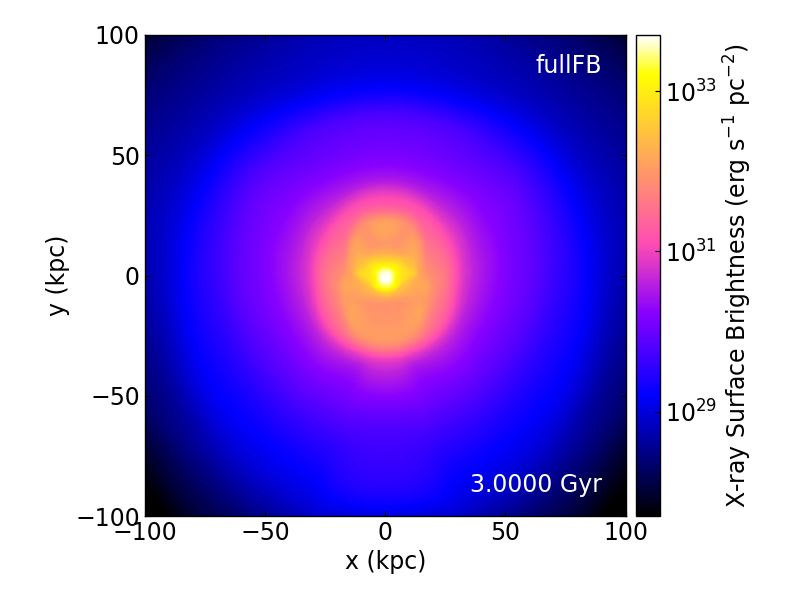 fullFB
3.0000 Gyr
100
50
0
−50
−100
y (kpc)
−100
−50
0
50
100
x (kpc)
10³³
10³¹
10²⁹
X-ray Surface Brightness (erg s⁻¹ pc⁻²)